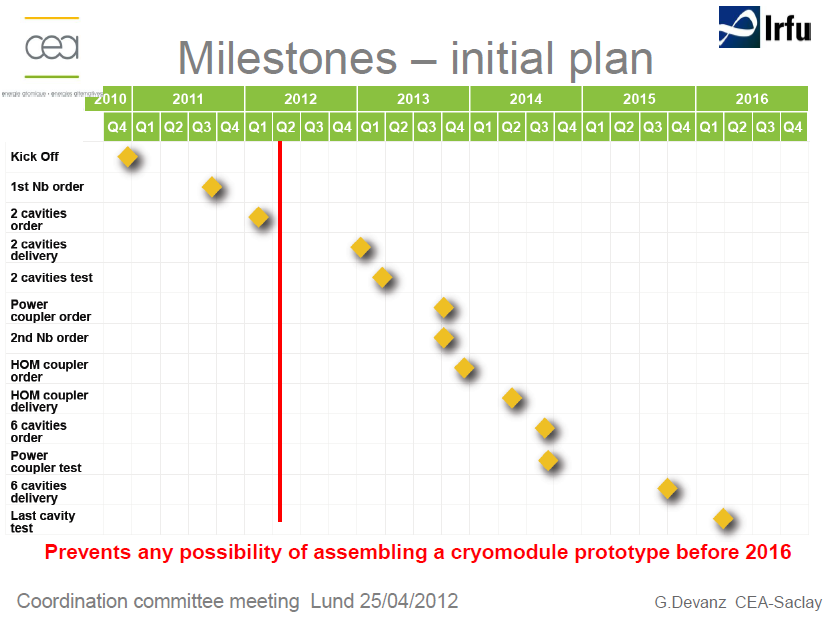 cea
énergie atomique • énergies alternatives
Irfu
Milestones – initial plan
2010 2011 2012 2013 2014 2015 2016
Q4 Q1 Q2 Q3 Q4 Q1 Q2 Q3 Q4 Q1 Q2 Q3 Q4 Q1 Q2 Q3 Q4 Q1 Q2 Q3 Q4 Q1 Q2 Q3 Q4
Kick Off
1st Nb order
2 cavities
order
2 cavities
delivery
2 cavities test
Power
coupler order
2nd Nb order
HOM coupler
order
HOM coupler
delivery
6 cavities
order
Power
coupler test
6 cavities
delivery
Last cavity
test
Prevents any possibility of assembling a cryomodule prototype before 2016
Coordination committee meeting Lund 25/04/2012
G.Devanz CEA-Saclay